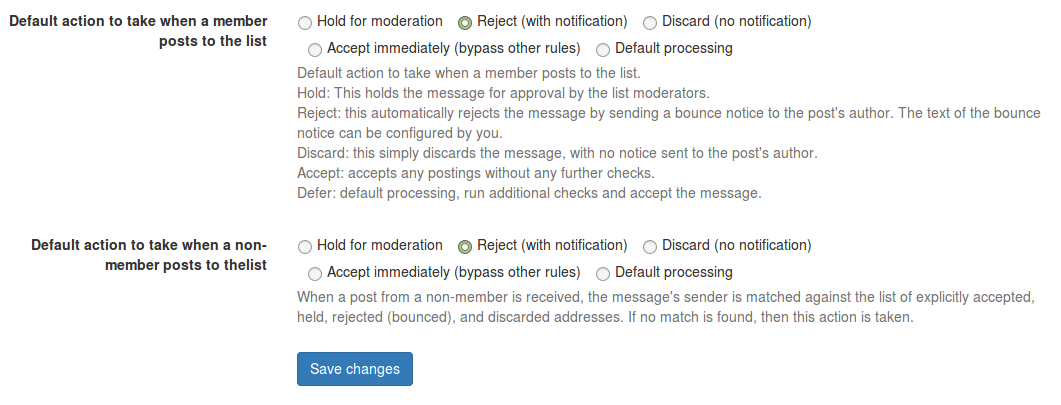 Default action to take when a member posts to the list
Hold for moderation Reject (with notification) Discard (no notification)
Accept immediately (bypass other rules) Default processing
Default action to take when a member posts to the list.
Hold: This holds the message for approval by the list moderators.
Reject: this automatically rejects the message by sending a bounce notice to the post's author. The text of the bounce
notice can be configured by you.
Discard: this simply discards the message, with no notice sent to the post's author.
Accept: accepts any postings without any further checks.
Defer: default processing, run additional checks and accept the message.
Default action to take when a non-
member posts to thelist
Hold for moderation Reject (with notification) Discard (no notification)
Accept immediately (bypass other rules) Default processing
When a post from a non-member is received, the message's sender is matched against the list of explicitly accepted,
held, rejected (bounced), and discarded addresses. If no match is found, then this action is taken.
Save changes